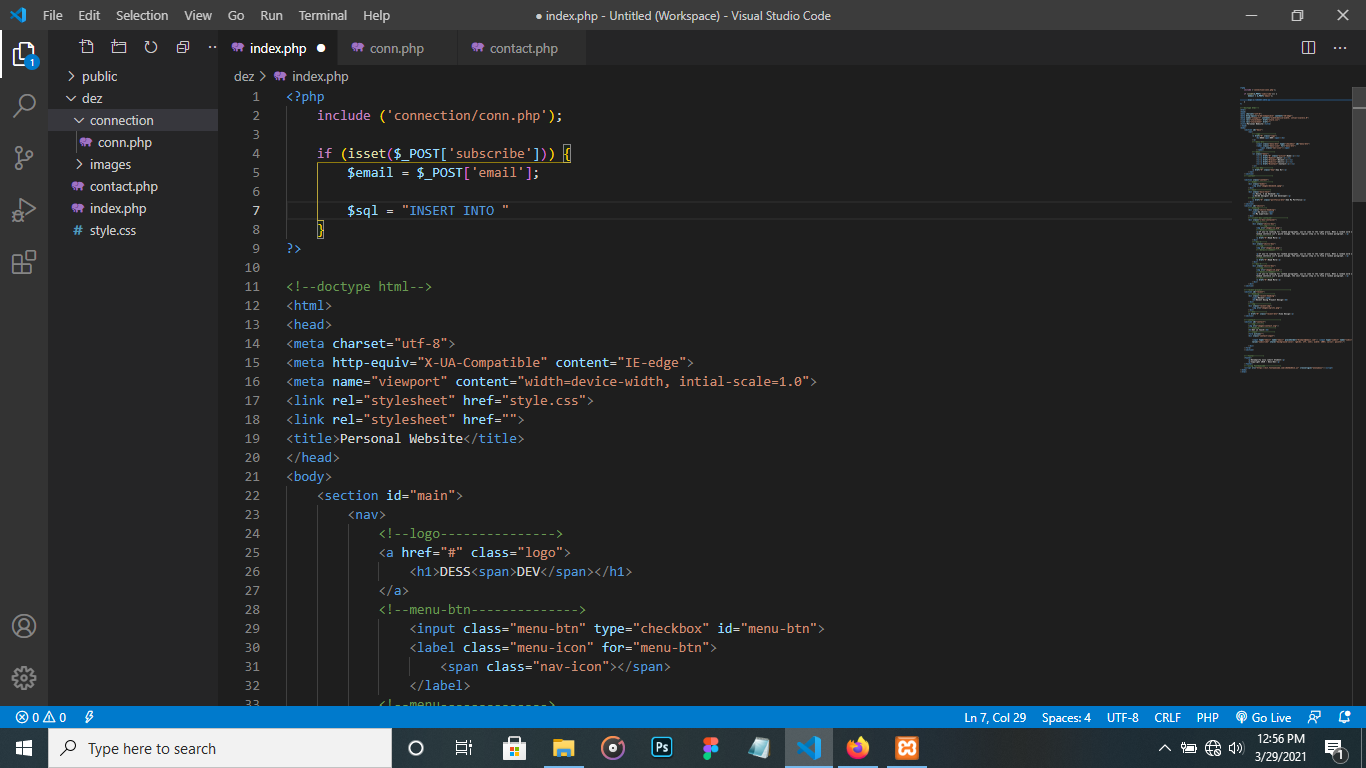 File Edit Selection View Go Run Terminal Help
● index.php - Untitled (Workspace) - Visual Studio Code
index.php
conn.php
contact.php
dez > index.php
1
public
dez
connection
conn.php
images
contact.php
index.php
style.css
1 <?php
2 include ('connection/conn.php');
3
4 if (isset($_POST['subscribe'])) {
5 $email = $_POST['email'];
6
7 $sql = "INSERT INTO "
8 }
9 ?>
10
11 <!--doctype html-->
12 <html>
13 <head>
14 <meta charset="utf-8">
15 <meta http-equiv="X-UA-Compatible" content="IE-edge">
16 <meta name="viewport" content="width=device-width, intial-scale=1.0">
17 <link rel="stylesheet" href="style.css">
18 <link rel="stylesheet" href="">
19 <title>Personal Website</title>
20 </head>
21 <body>
22 <section id="main">
23 <nav>
24 <!--logo--------------->
25 <a href="#" class="logo">
26 <h1>DESS<span>DEV</span></h1>
27 </a>
28 <!--menu-btn-------------->
29 <input class="menu-btn" type="checkbox" id="menu-btn">
30 <label class="menu-icon" for="menu-btn">
31 <span class="nav-icon"></span>
32 </label>
33 <!--menu-------------->
0 0
Ln 7, Col 29 Spaces: 4 UTF-8 CRLF PHP Go Live
Type here to search
Ps
12:56 PM
3/29/2021
1